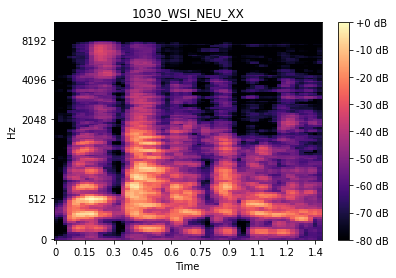 1030_WSI_NEU_XX
+0 dB
8192
-10 dB
4096
-20 dB
-30 dB
2048
Hz
-40 dB
1024
-50 dB
512
-60 dB
-70 dB
0
-80 dB
0 0.15 0.3 0.45 0.6 0.75 0.9 1.1 1.2 1.4
Time